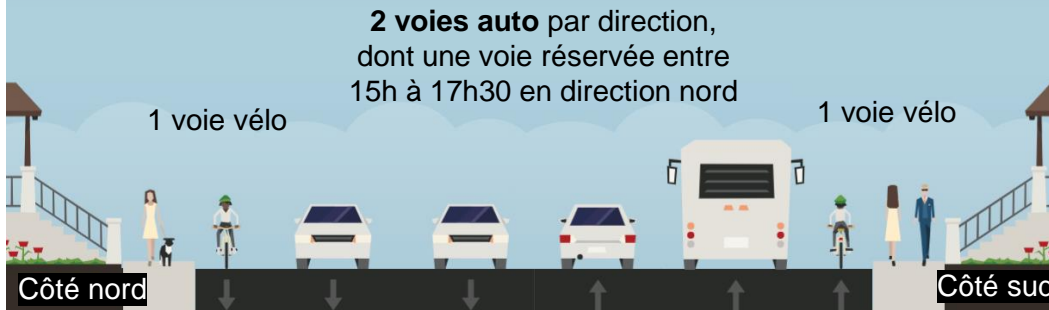 2 voies auto par direction,
dont une voie réservée entre
15h à 17h30 en direction nord
1 voie vélo
1 voie vélo
Côté nord
Côté sud